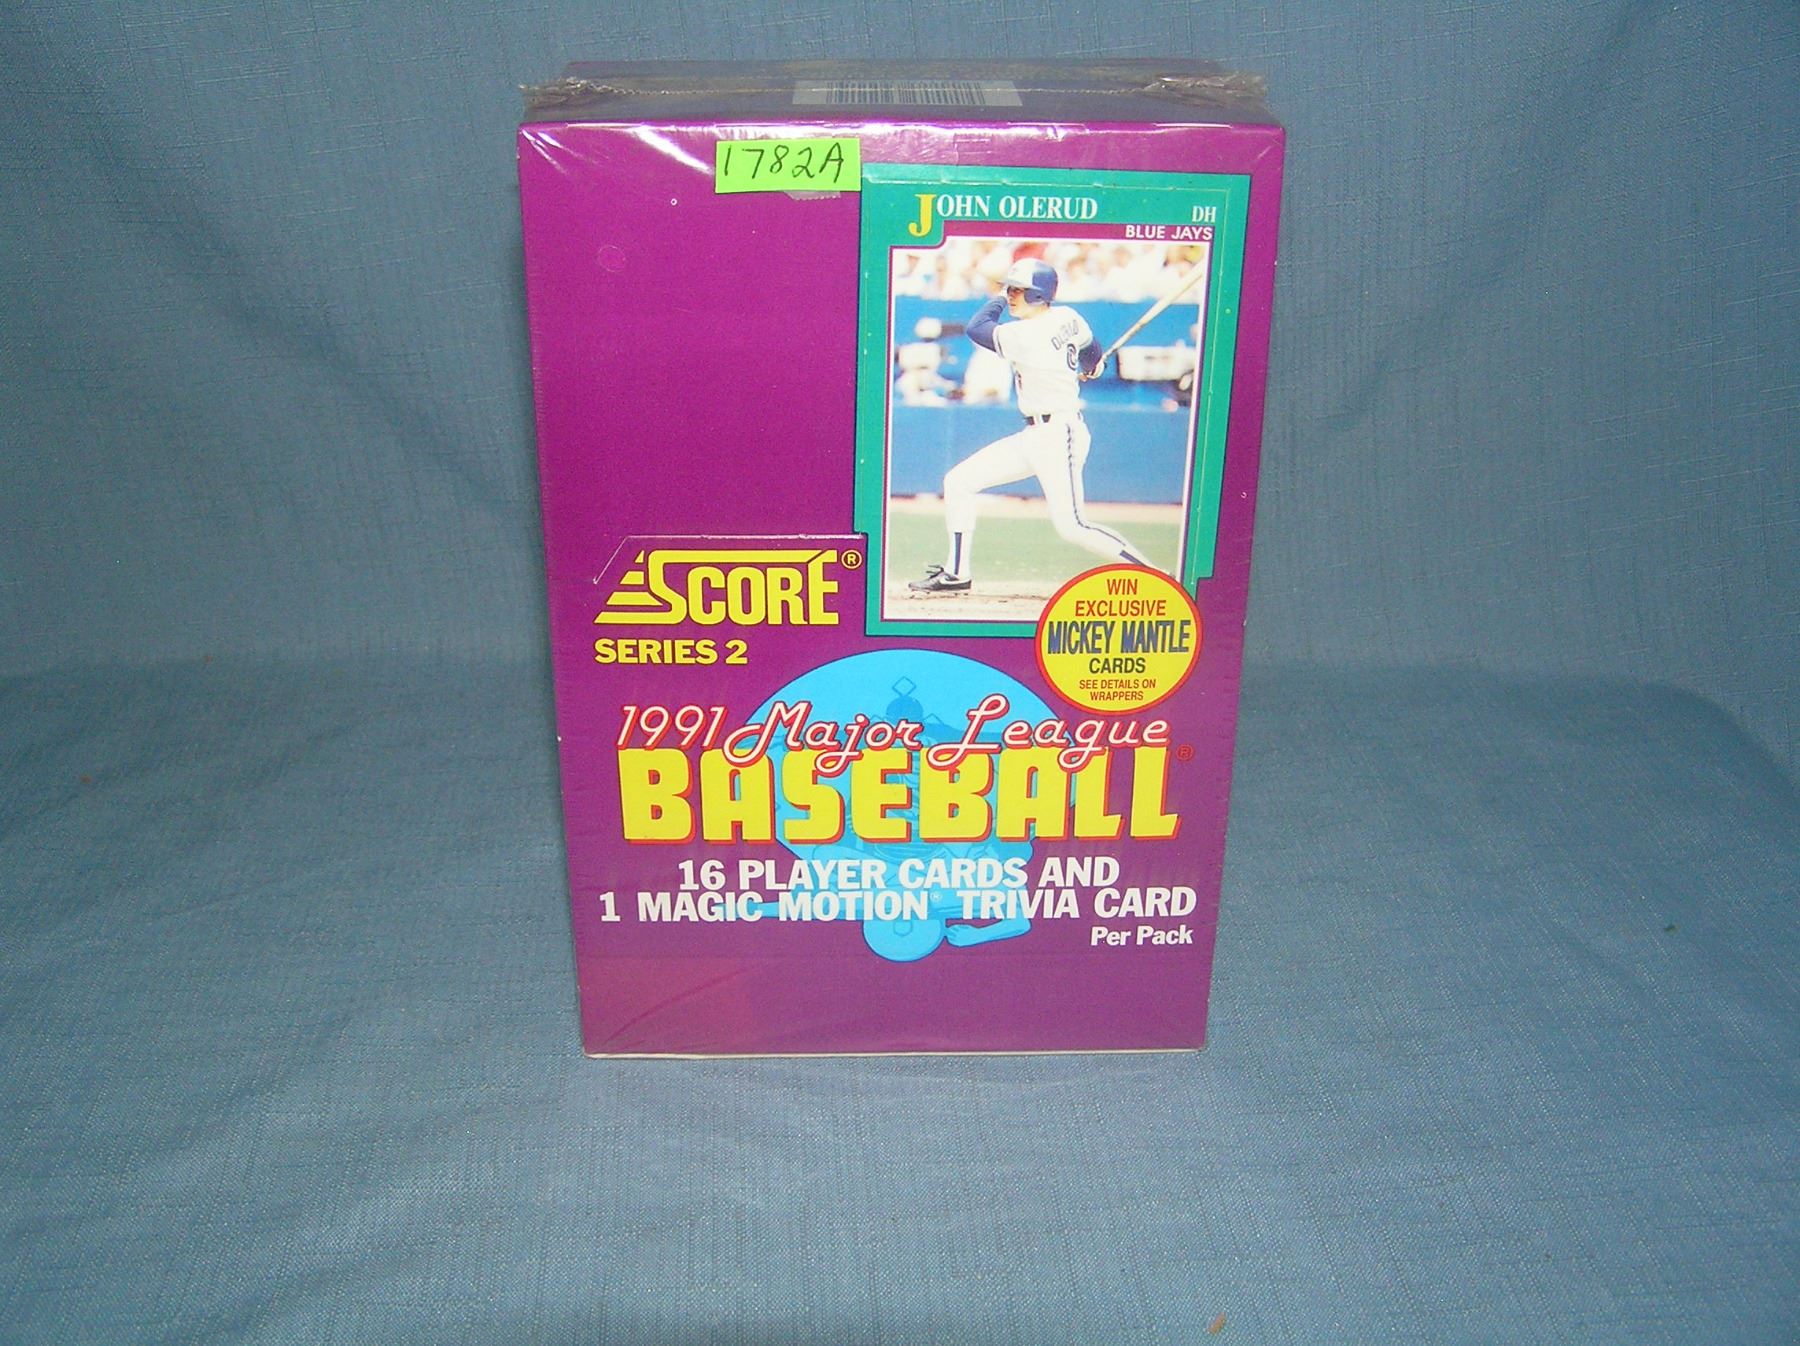 1782A
JOHN OLERUD
DH
BLUE JAYS
OLERUD
SCORE®
SERIES 2
WIN
EXCLUSIVE
MICKEY MANTLE
CARDS
SEE DETAILS ON
WRAPPERS
1991 Major League
BASEBALL®
16 PLAYER CARDS AND
1 MAGIC MOTION® TRIVIA CARD
Per Pack